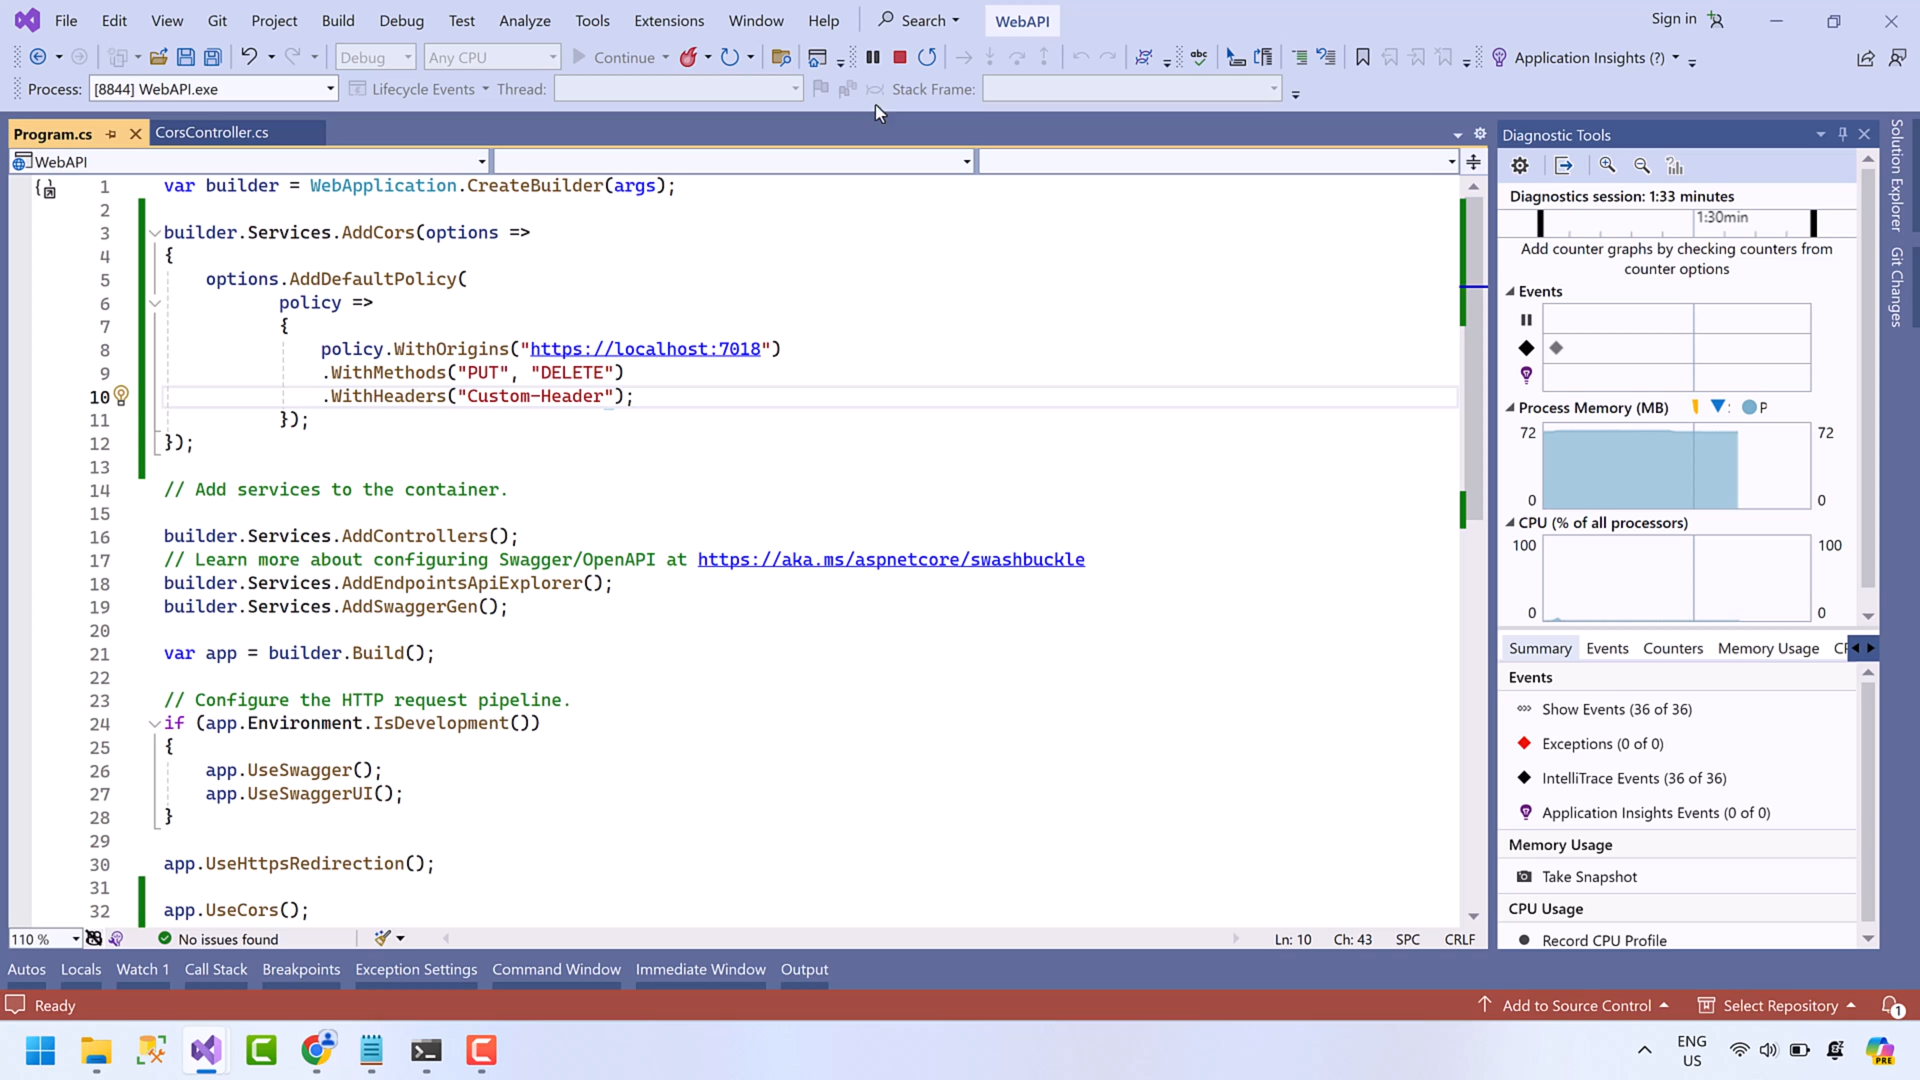 File Edit View Git Project Build Debug Test Analyze Tools Extensions Window Help Search WebAPI Sign in
Debug Any CPU Continue Application Insights (?)
Process: [8844] WebAPI.exe Lifecycle Events Thread: Stack Frame:
Program.cs CorsController.cs
WebAPI
1 var builder = WebApplication.CreateBuilder(args);
2
3 builder.Services.AddCors(options =>
4 {
5 options.AddDefaultPolicy(
6 policy =>
7 {
8 policy.WithOrigins("https://localhost:7018")
9 .WithMethods("PUT", "DELETE")
10 .WithHeaders("Custom-Header");
11 });
12 });
13
14 // Add services to the container.
15
16 builder.Services.AddControllers();
17 // Learn more about configuring Swagger/OpenAPI at https://aka.ms/aspnetcore/swashbuckle
18 builder.Services.AddEndpointsApiExplorer();
19 builder.Services.AddSwaggerGen();
20
21 var app = builder.Build();
22
23 // Configure the HTTP request pipeline.
24 if (app.Environment.IsDevelopment())
25 {
26 app.UseSwagger();
27 app.UseSwaggerUI();
28 }
29
30 app.UseHttpsRedirection();
31
32 app.UseCors();
110 % No issues found Ln: 10 Ch: 43 SPC CRLF
Diagnostic Tools
Diagnostics session: 1:33 minutes
1:30min
Add counter graphs by checking counters from
counter options
Events
Process Memory (MB) P
72 72
0 0
CPU (% of all processors)
100 100
0 0
Summary Events Counters Memory Usage
Events
Show Events (36 of 36)
Exceptions (0 of 0)
IntelliTrace Events (36 of 36)
Application Insights Events (0 of 0)
Memory Usage
Take Snapshot
CPU Usage
Record CPU Profile
Solution Explorer
Git Changes
Autos Locals Watch 1 Call Stack Breakpoints Exception Settings Command Window Immediate Window Output
Ready Add to Source Control Select Repository 1
ENG
US
PRE